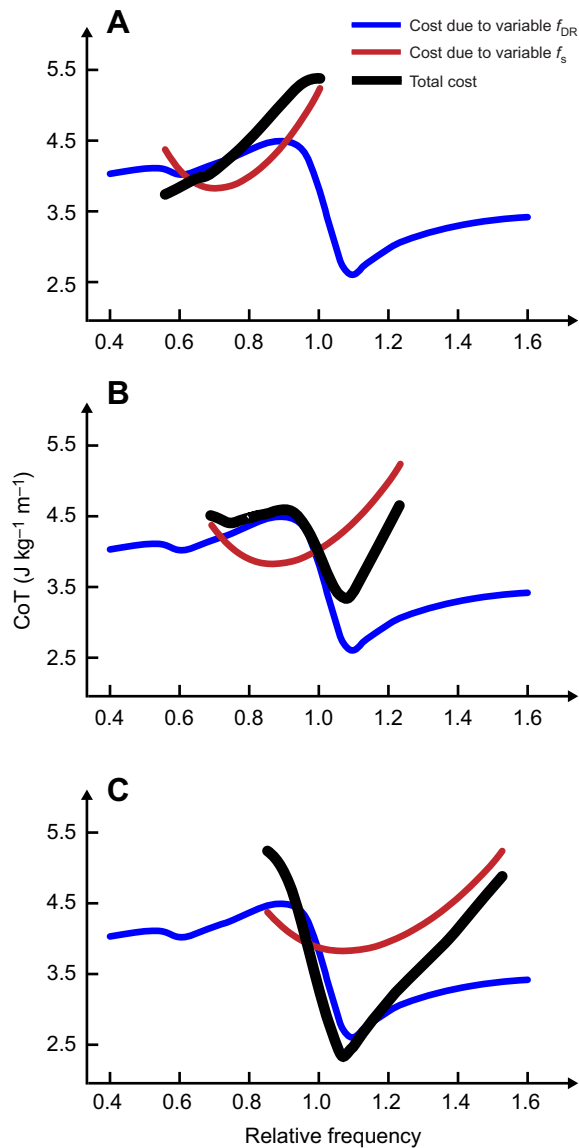 A
Cost due to variable f_DR
Cost due to variable f_s
Total cost
5.5
4.5
3.5
2.5
0.4 0.6 0.8 1.0 1.2 1.4 1.6
B
5.5
4.5
3.5
2.5
0.4 0.6 0.8 1.0 1.2 1.4 1.6
CoT (J kg⁻¹ m⁻¹)
C
5.5
4.5
3.5
2.5
0.4 0.6 0.8 1.0 1.2 1.4 1.6
Relative frequency